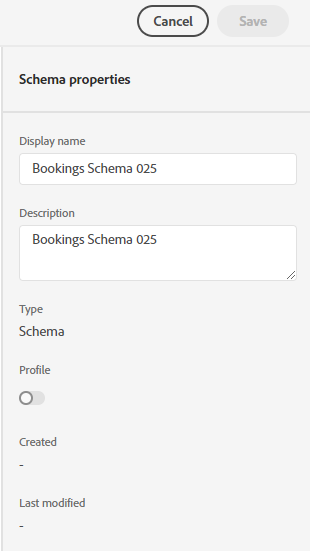 Cancel
Save
Schema properties
Display name
Bookings Schema 025
Description
Bookings Schema 025
Type
Schema
Profile
Created
-
Last modified
-